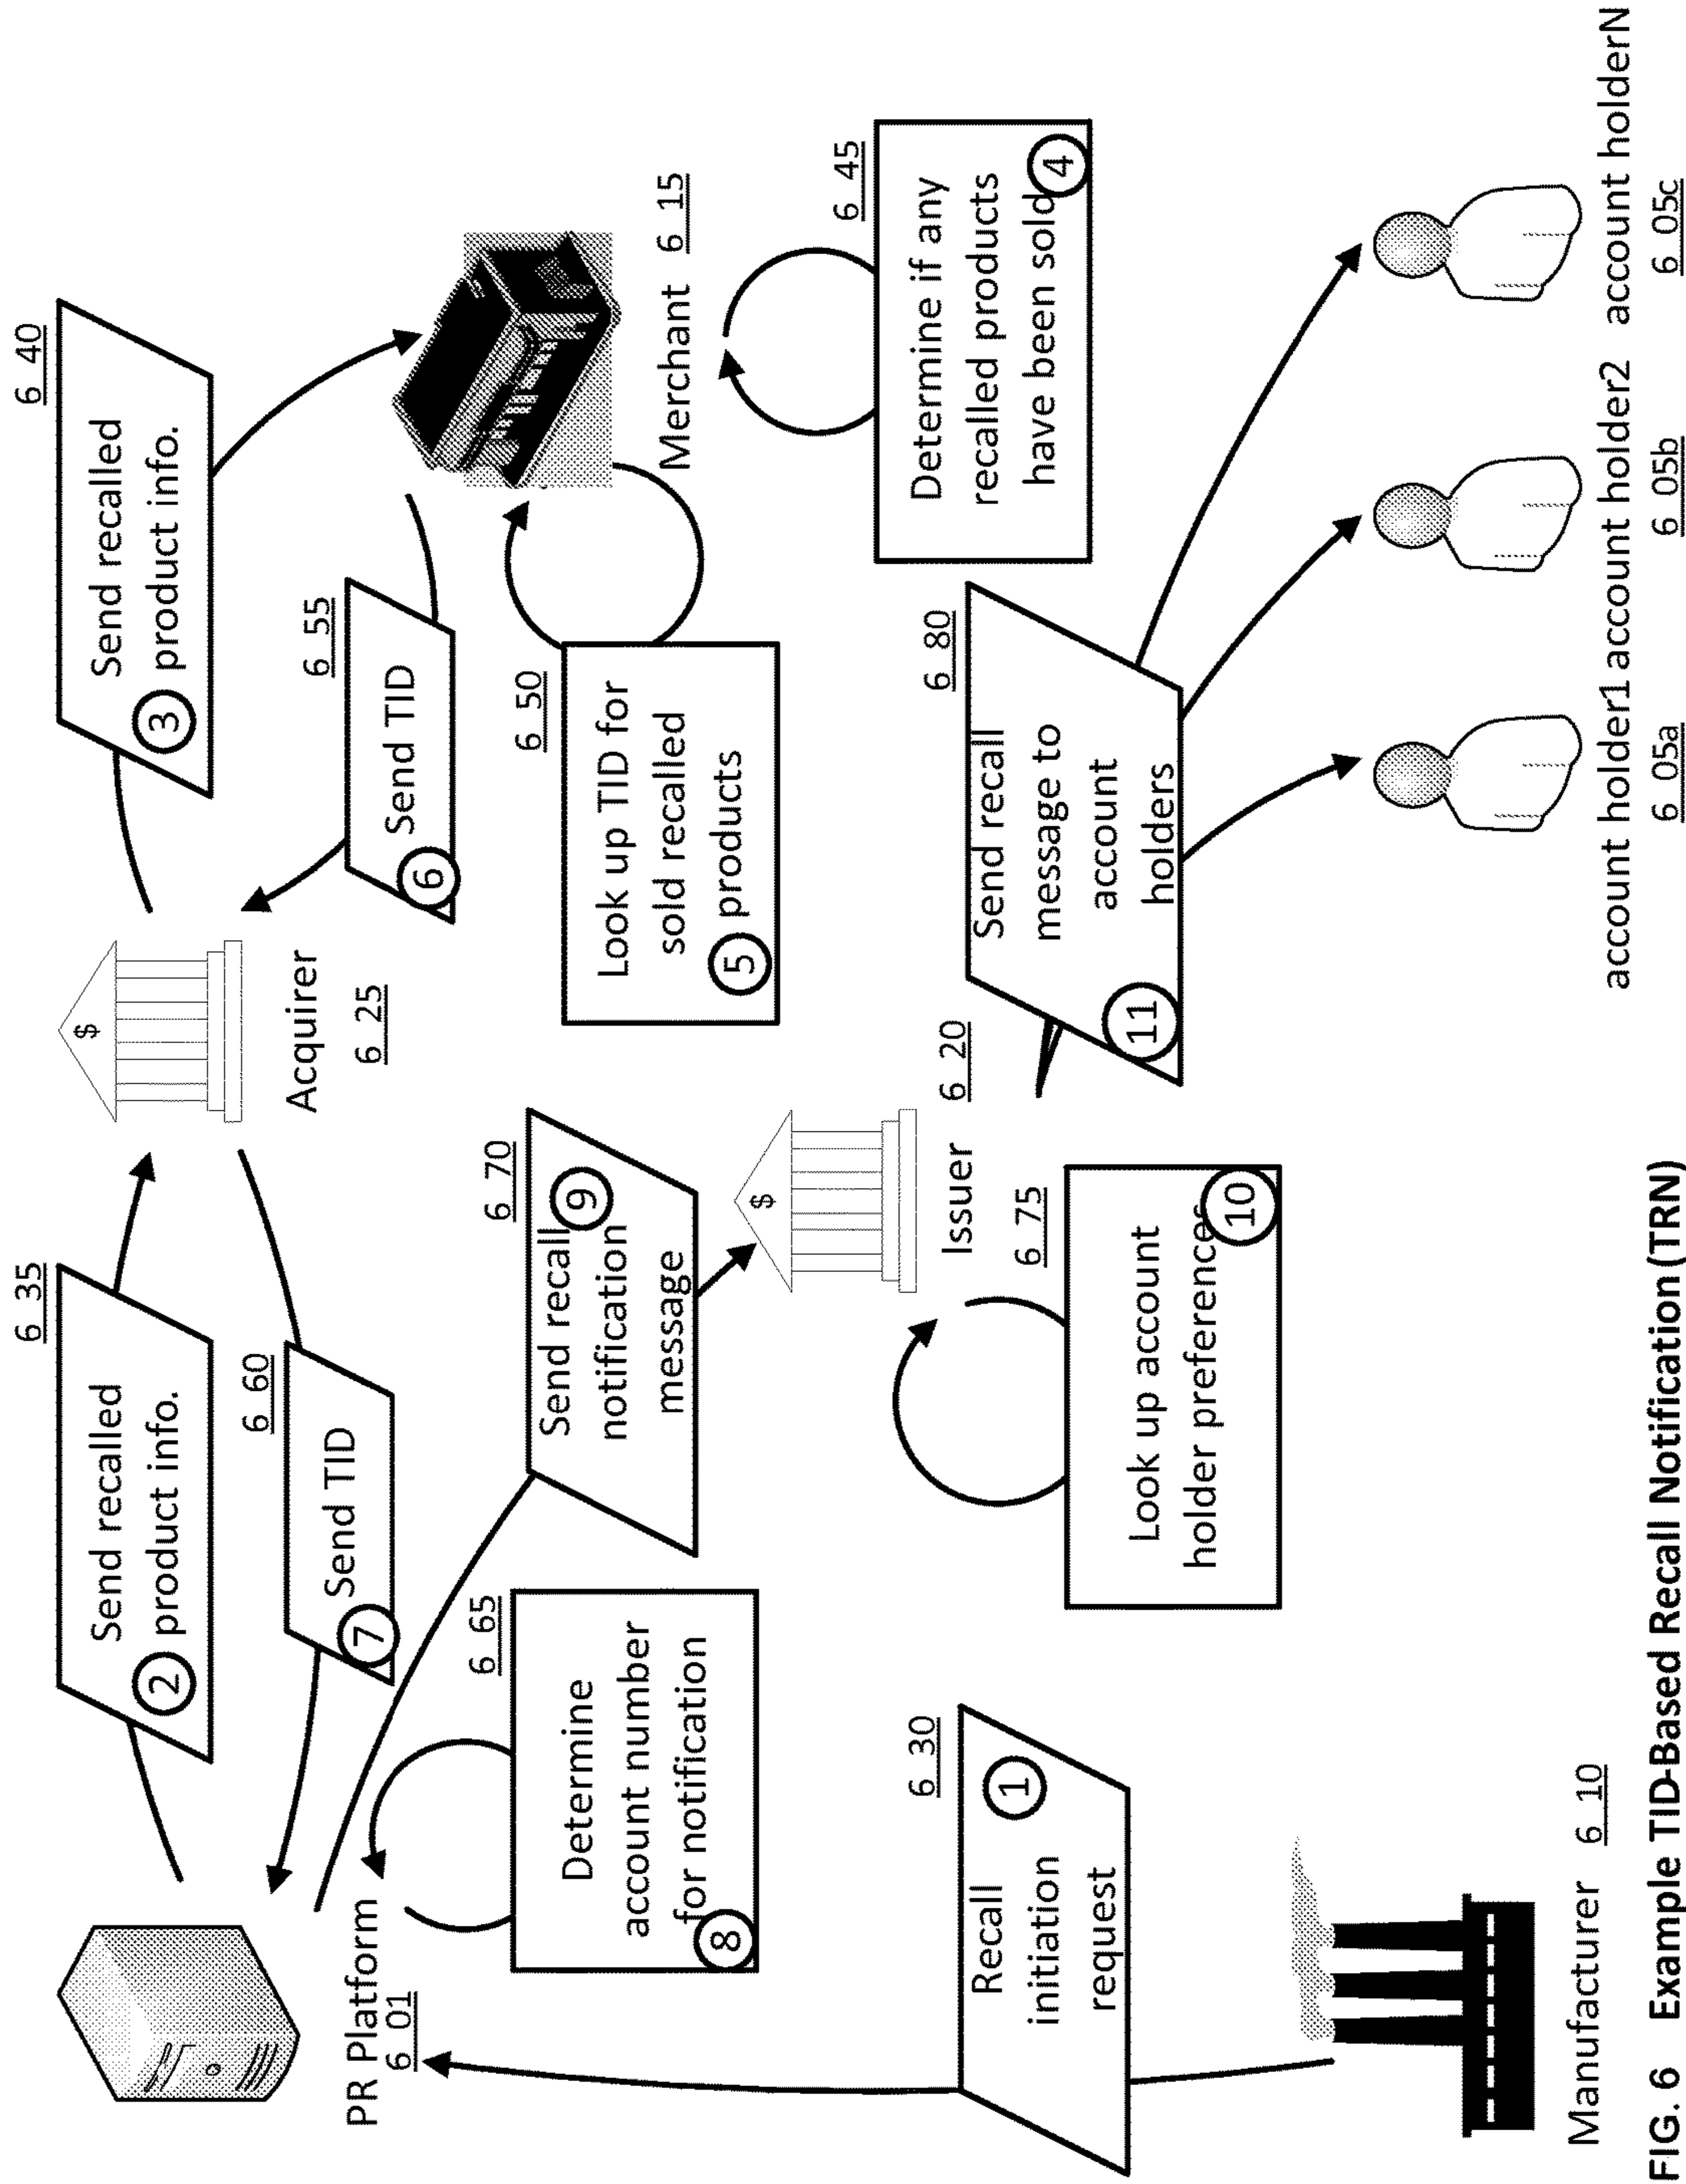 6 35
Send recalled
2 product info.
6 40
Send recalled
3 product info.
6 60
7 Send TID
Acquirer
6 25
6 55
6 Send TID
PR Platform
6 01
6 65
Determine
account number
for notification
8
6 70
Send recall
9
notification
message
6 50
Look up TID for
sold recalled
5 products
Merchant 6 15
6 45
Determine if any
recalled products
have been sold
4
$
$
Issuer 6 20
6 30
Recall
1
initiation
request
6 75
Look up account
holder preferences
10
6 80
Send recall
message to
account
holders
11
Manufacturer 6 10
account holder1 account holder2 account holderN
6 05a 6 05b 6 05c
FIG. 6 Example TID-Based Recall Notification (TRN)